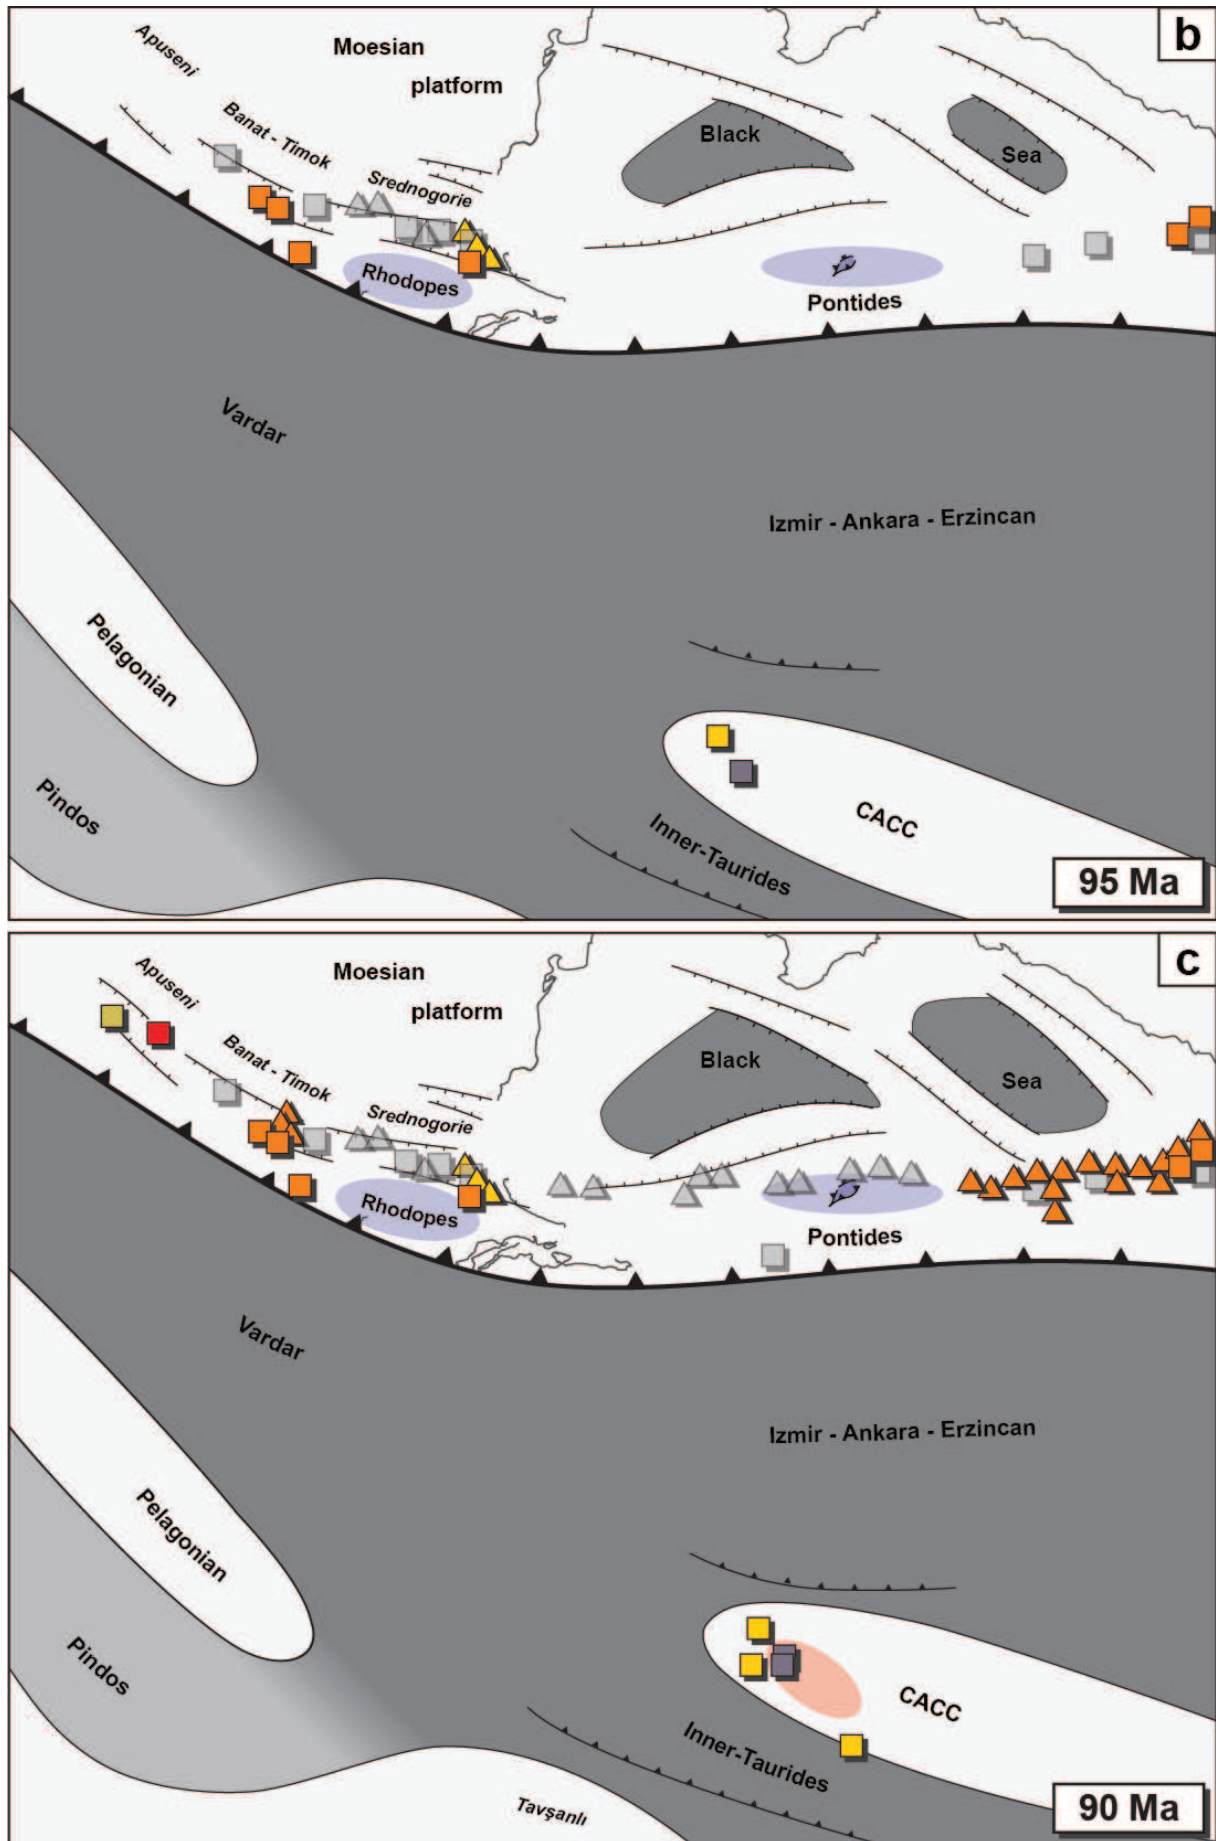 b
Apuseni
Moesian
platform
Banat - Timok
Srednogorie
Black
Sea
Rhodopes
Pontides
Vardar
Izmir - Ankara - Erzincan
Pelagonian
Pindos
CACC
Inner-Taurides
95 Ma
c
Apuseni
Moesian
platform
Banat - Timok
Srednogorie
Black
Sea
Rhodopes
Pontides
Vardar
Izmir - Ankara - Erzincan
Pelagonian
Pindos
CACC
Inner-Taurides
Tavşanlı
90 Ma